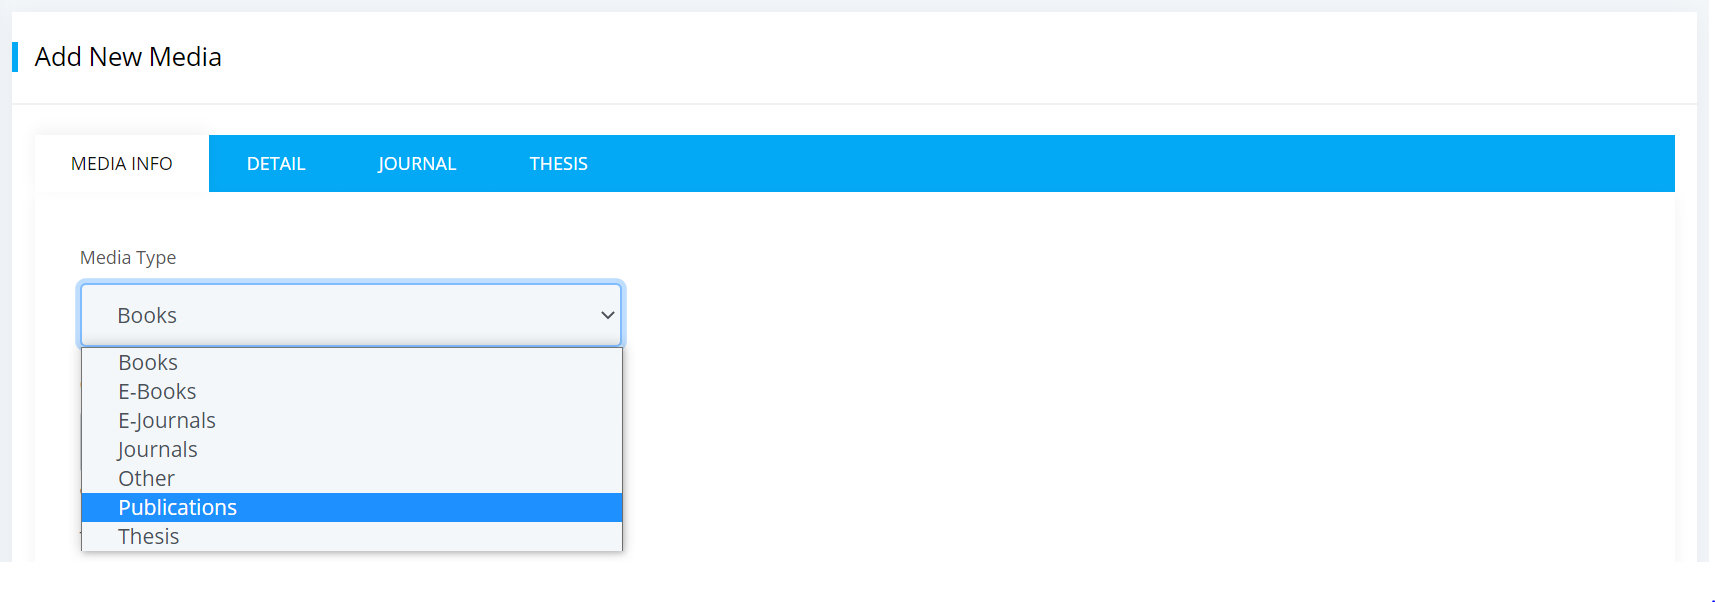 Add New Media
MEDIA INFO DETAIL JOURNAL THESIS
Media Type
Books
Books
E-Books
E-Journals
Journals
Other
Publications
Thesis